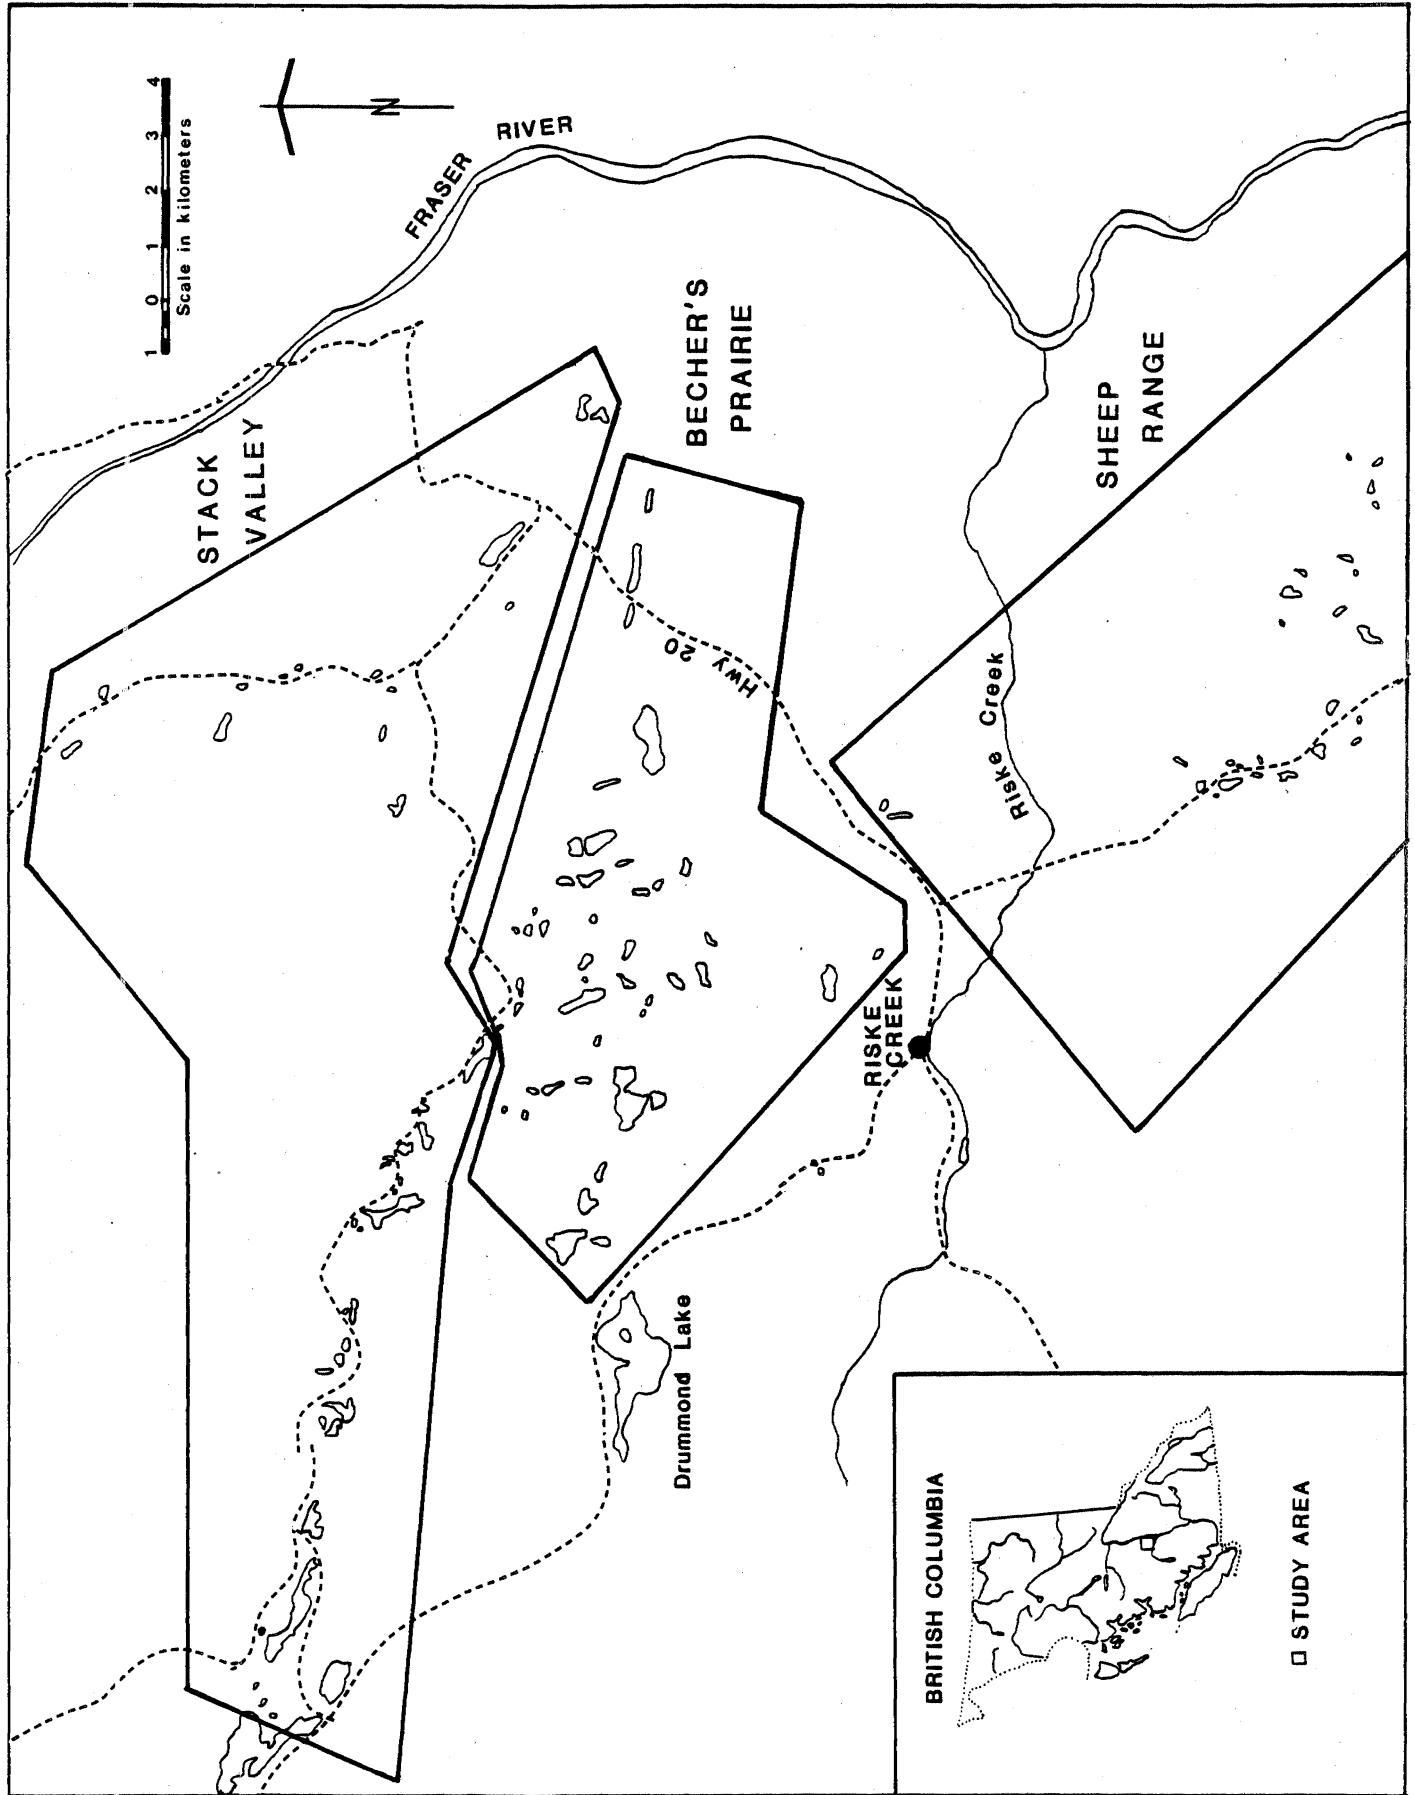 1 0 1 2 3 4
Scale in kilometers
N
FRASER RIVER
STACK
VALLEY
BECHER'S
PRAIRIE
Hwy 20
SHEEP
RANGE
Riske Creek
RISKE
CREEK
Drummond Lake
BRITISH COLUMBIA
STUDY AREA